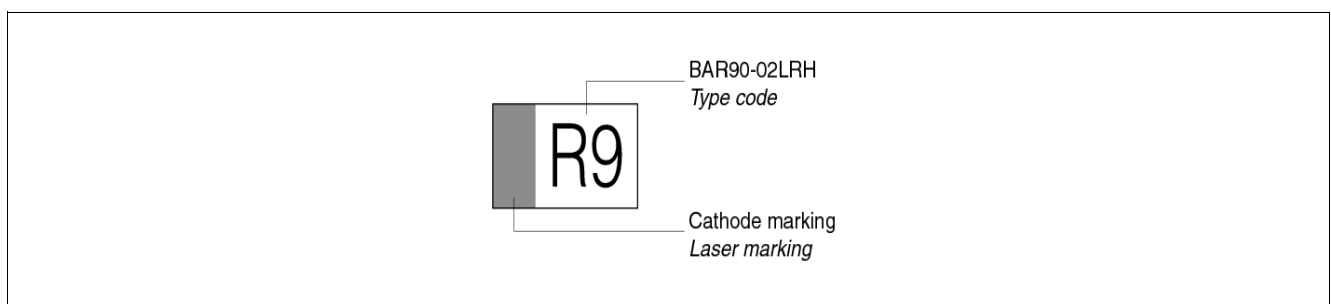 BAR90-02LRH
Type code
R9
Cathode marking
Laser marking